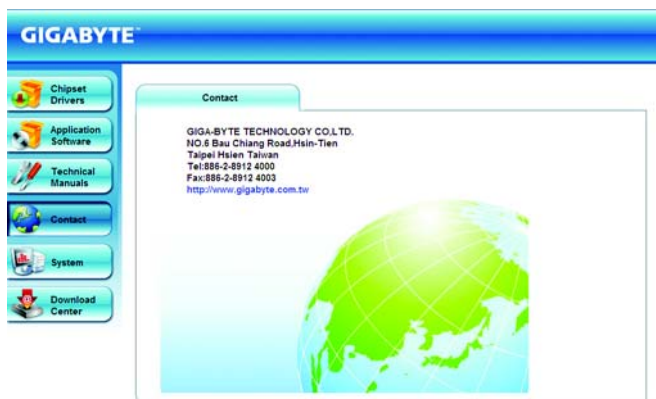 GIGABYTE™
Chipset
Drivers
Application
Software
Technical
Manuals
Contact
System
Download
Center
Contact
GIGA-BYTE TECHNOLOGY CO,LTD.
NO.6 Bau Chiang Road,Hsin-Tien
Taipei Hsien Taiwan
Tel:886-2-8912 4000
Fax:886-2-8912 4003
http://www.gigabyte.com.tw